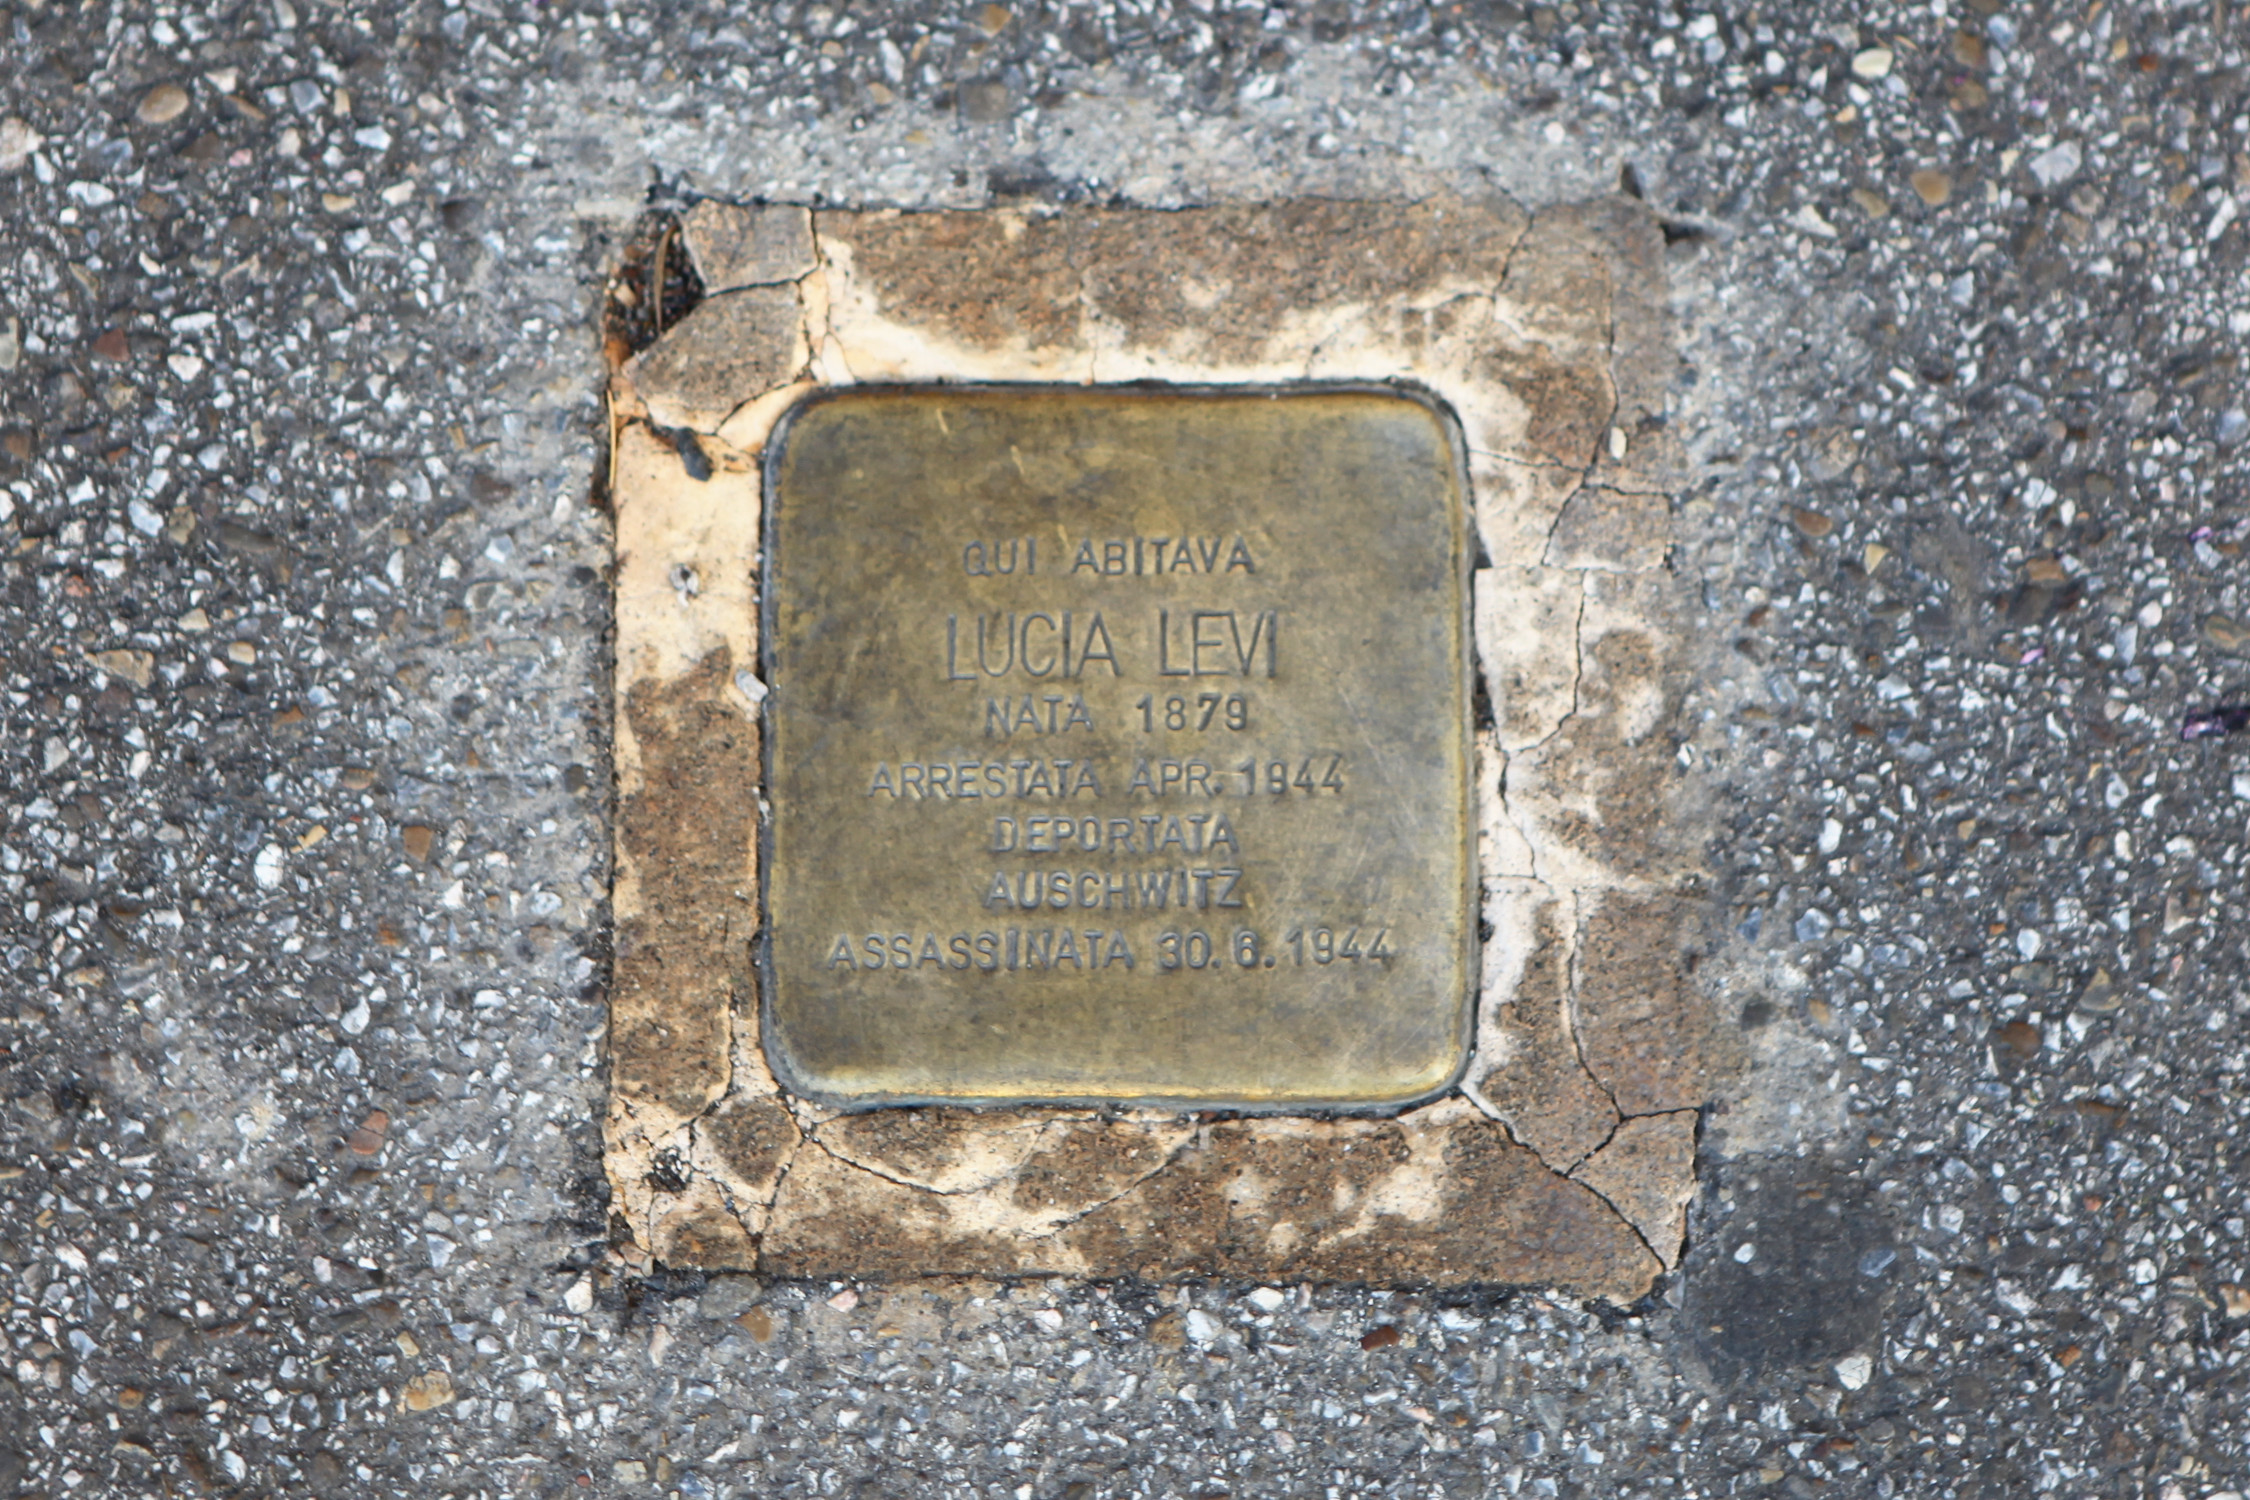 QUI ABITAVA
LUCIA LEVI
NATA 1879
ARRESTATA APR. 1944
DEPORTATA
AUSCHWITZ
ASSASSINATA 30.6.1944